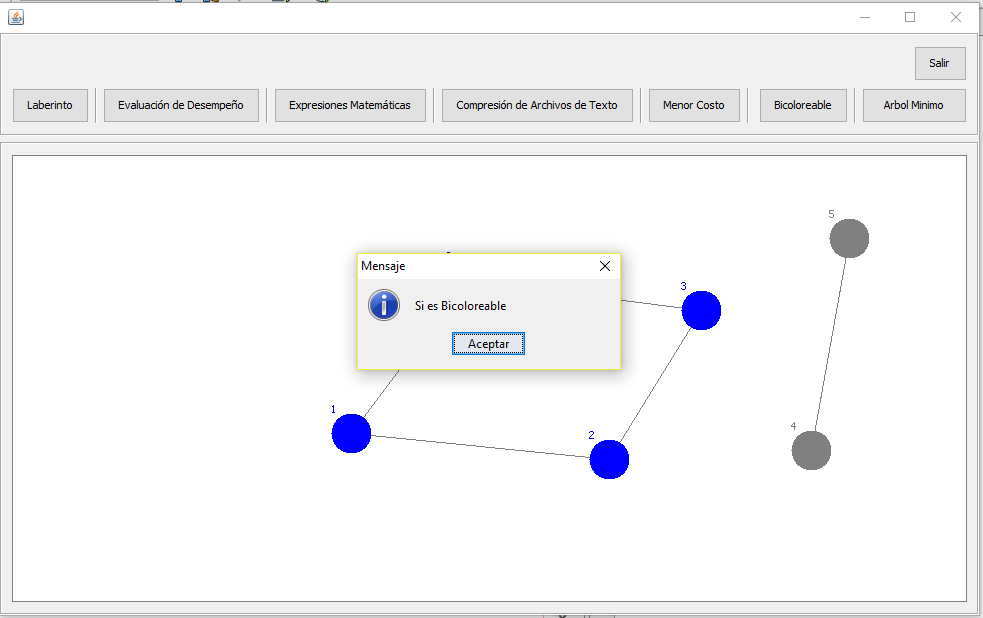 Salir
Laberinto
Evaluación de Desempeño
Expresiones Matemáticas
Compresión de Archivos de Texto
Menor Costo
Bicoloreable
Arbol Minimo
5
Mensaje
3
Si es Bicoloreable
Aceptar
1
2
4